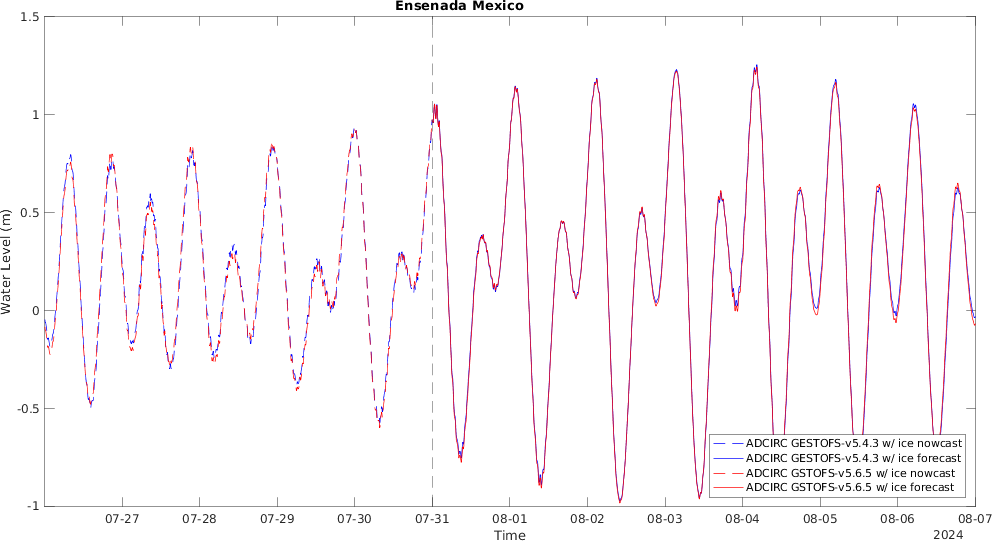 Ensenada Mexico
1.5
1
0.5
0
-0.5
-1
Water Level (m)
07-27
07-28
07-29
07-30
07-31
08-01
08-02
08-03
08-04
08-05
08-06
08-07
Time
2024
ADCIRC GESTOFS-v5.4.3 w/ ice nowcast
ADCIRC GESTOFS-v5.4.3 w/ ice forecast
ADCIRC GSTOFS-v5.6.5 w/ ice nowcast
ADCIRC GSTOFS-v5.6.5 w/ ice forecast